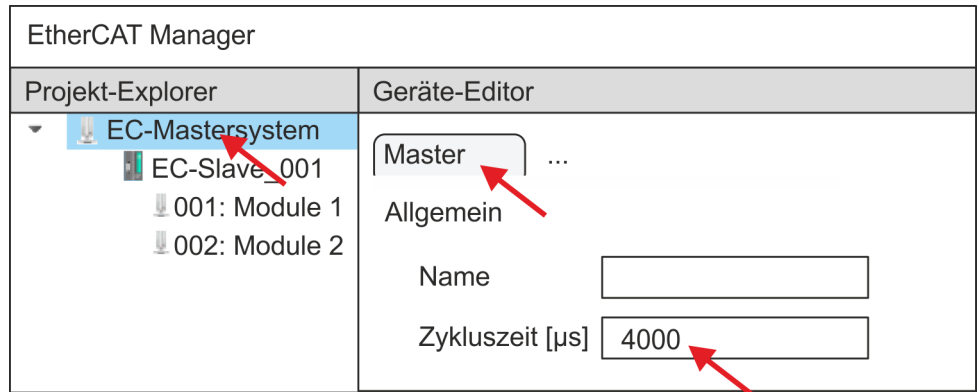 EtherCAT Manager
Projekt-Explorer
Geräte-Editor
EC-Mastersystem
EC-Slave_001
001: Module 1
002: Module 2
Master
...
Allgemein
Name
Zykluszeit [µs]
4000